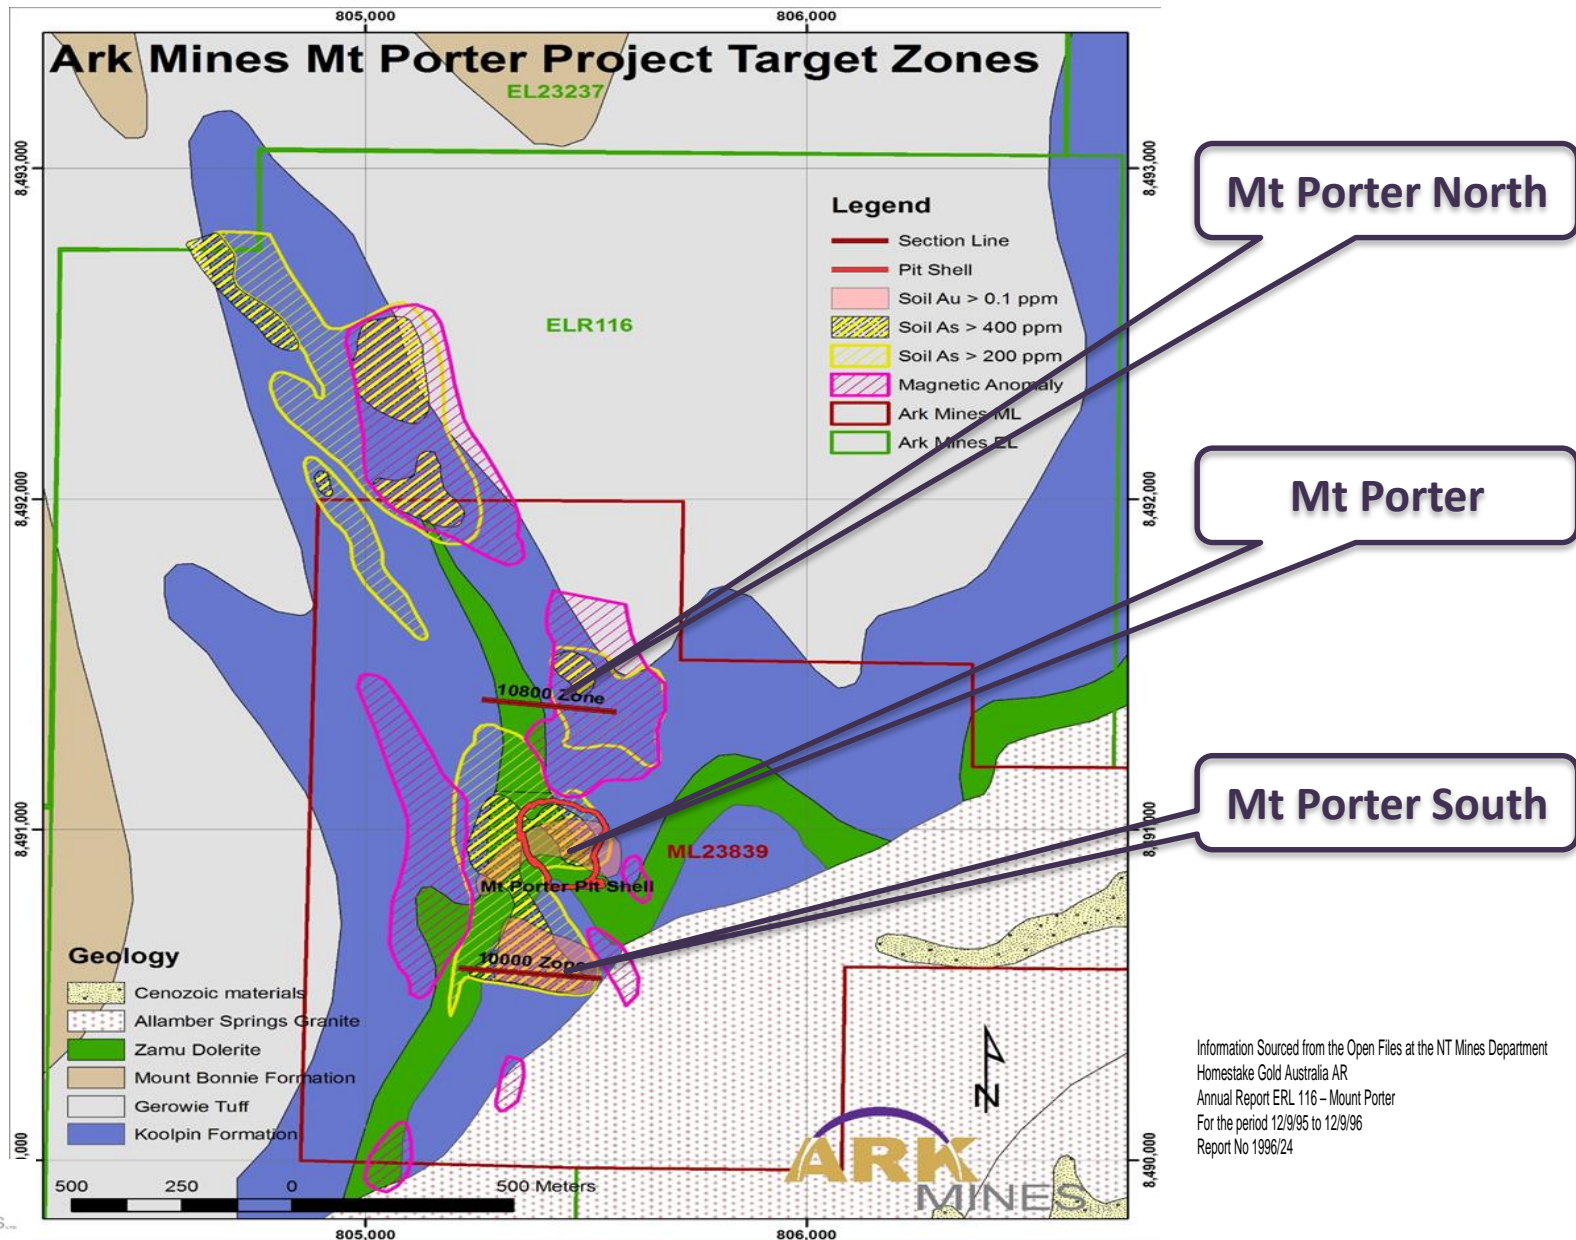 805,000
806,000
Ark Mines Mt Porter Project Target Zones
EL23237
8,493,000
8,493,000
Mt Porter North
Legend
Section Line
Pit Shell
Soil Au > 0.1 ppm
Soil As > 400 ppm
Soil As > 200 ppm
Magnetic Anomaly
Ark Mines ML
Ark Mines EL
ELR116
8,492,000
8,492,000
Mt Porter
10800 Zone
Mt Porter South
8,491,000
8,491,000
ML23839
Mt Porter Pit Shell
10000 Zone
Geology
Cenozoic materials
Allamber Springs Granite
Zamu Dolerite
Mount Bonnie Formation
Gerowie Tuff
Koolpin Formation
N
Information Sourced from the Open Files at the NT Mines Department
Homestake Gold Australia AR
Annual Report ERL 116 – Mount Porter
For the period 12/9/95 to 12/9/96
Report No 1996/24
ARK
MINES
8,490,000
500 250 0 500 Meters
805,000
806,000